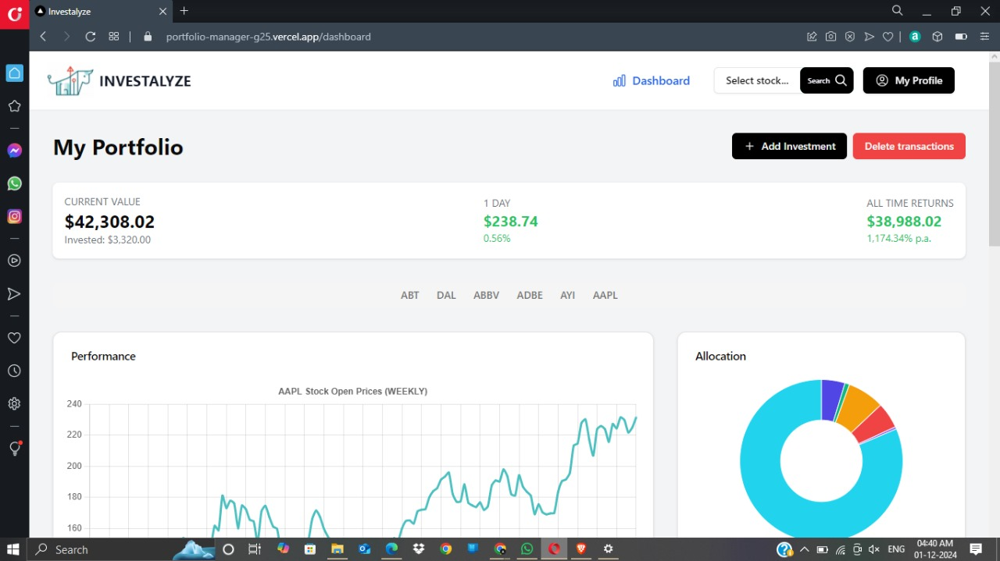 Investalyze
portfolio-manager-g25.vercel.app/dashboard
INVESTALYZE
Dashboard
Select stock...
Search
My Profile
My Portfolio
+ Add Investment
Delete transactions
CURRENT VALUE
$42,308.02
Invested: $3,320.00
1 DAY
$238.74
0.56%
ALL TIME RETURNS
$38,988.02
1,174.34% p.a.
ABT DAL ABBV ADBE AYI AAPL
Performance
AAPL Stock Open Prices (WEEKLY)
240
220
200
180
160
Allocation
Search
ENG
04:40 AM
01-12-2024